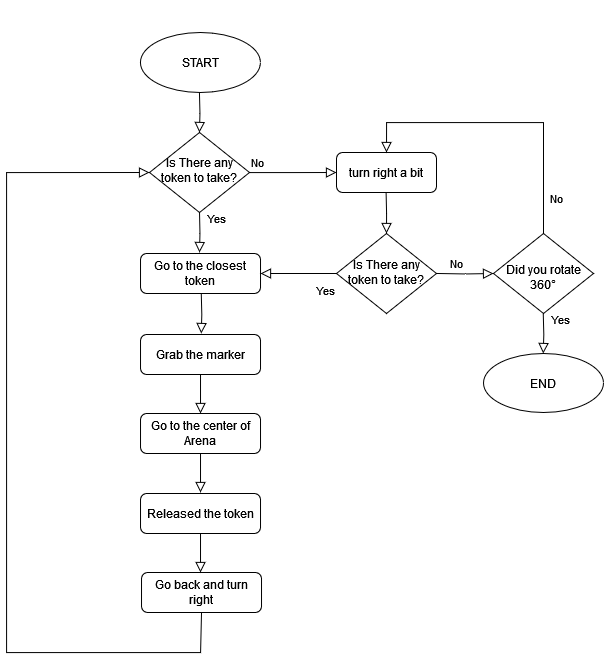 START
Is There any
token to take?
No
turn right a bit
No
Yes
Go to the closest
token
Is There any
token to take?
No
Did you rotate
360°
Yes
Yes
Grab the marker
END
Go to the center of
Arena
Released the token
Go back and turn
right